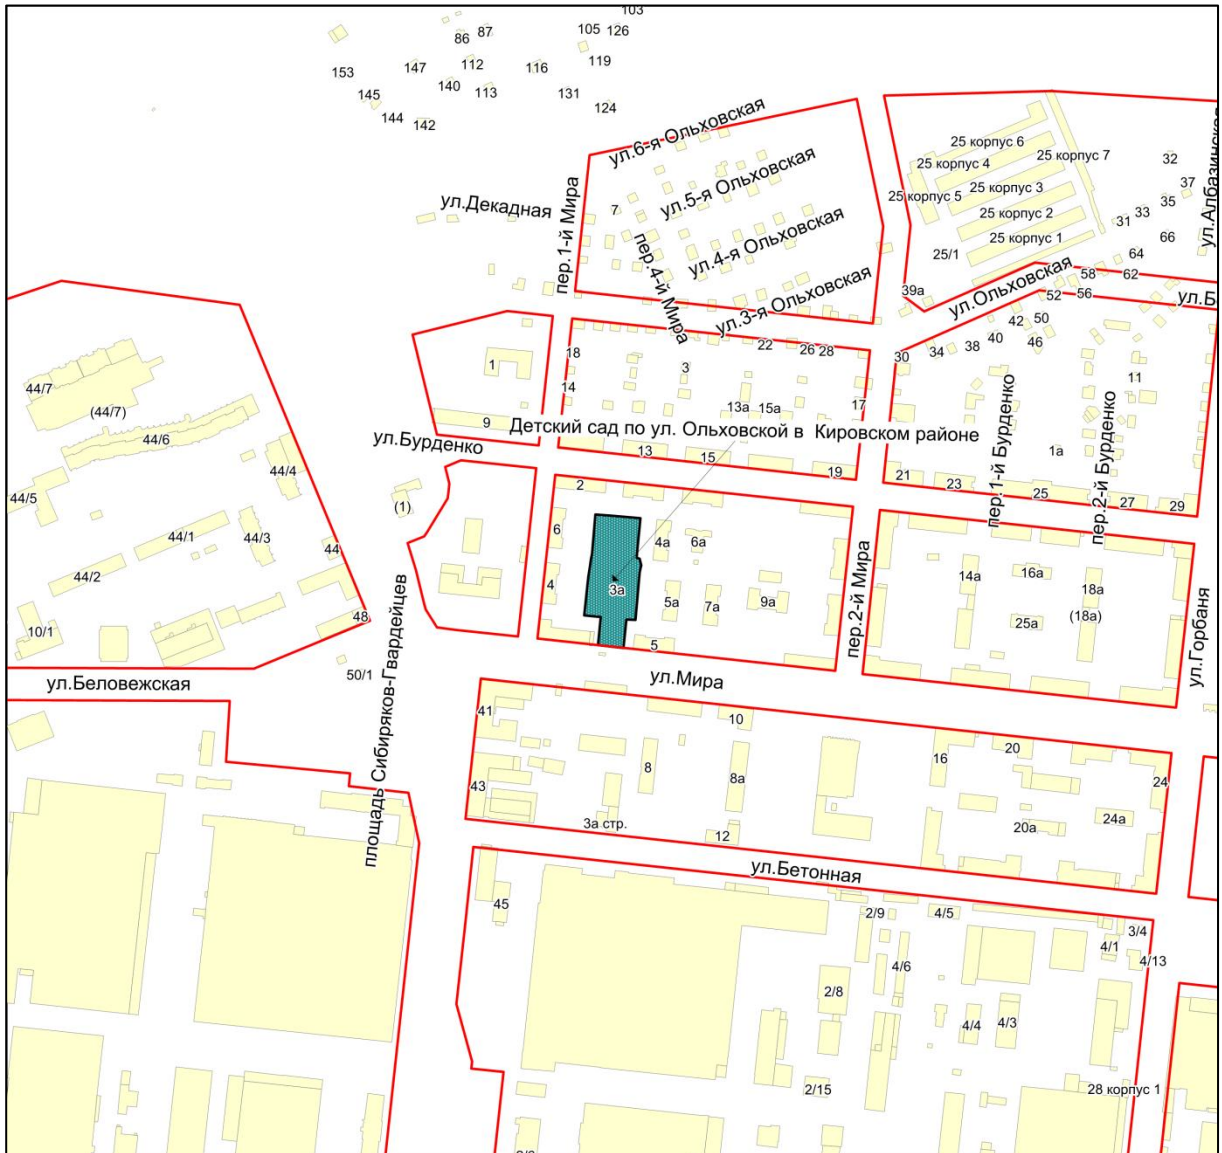 103
105 126
86 87
119
147 112 116
153
140
145 113 131
124
144
142
ул.6-я Ольховская
25 корпус 6
25 корпус 7
25 корпус 4
32
ул.5-я Ольховская
37
25 корпус 3
25 корпус 5
35
ул.Декадная
7
25 корпус 2
31 33
ул.Албазинская
пер.1-й Мира
пер.4-й Мира
ул.4-я Ольховская
25 корпус 1
66
25/1
64
58 62
ул.Ольховская
39а
52 56
ул.3-я Ольховская
42 50
40
46
18
22 26 28
30 34 38
1
3
44/7
14
11
(44/7)
13а 15а
17
9
Детский сад по ул. Ольховской в Кировском районе
44/6
ул.Бурденко
13 15
19
1а
пер.1-й Бурденко
пер.2-й Бурденко
44/4
21 23 25 27 29
44/5
2
(1)
6
4а 6а
44/1
44/3
44
44/2
4
3а
5а 7а
9а
14а 16а 18а
(18а)
25а
пер.2-й Мира
ул.Горбаня
48
10/1
5
50/1
ул.Беловежская
ул.Мира
площадь Сибиряков-Гвардейцев
41
10
16
20
8
8а
43
24
3а стр.
12
20а
24а
ул.Бетонная
45
2/9
4/5
3/4
4/1
4/13
4/6
2/8
4/4 4/3
2/15
28 корпус 1